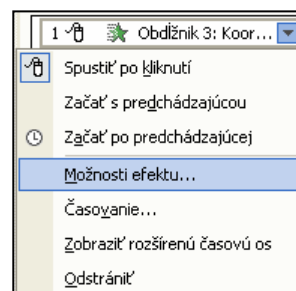 1 Obdĺžnik 3: Koor...
Spustiť po kliknutí
Začať s predchádzajúcou
Začať po predchádzajúcej
Možnosti efektu...
Časovanie...
Zobraziť rozšírenú časovú os
Odstrániť